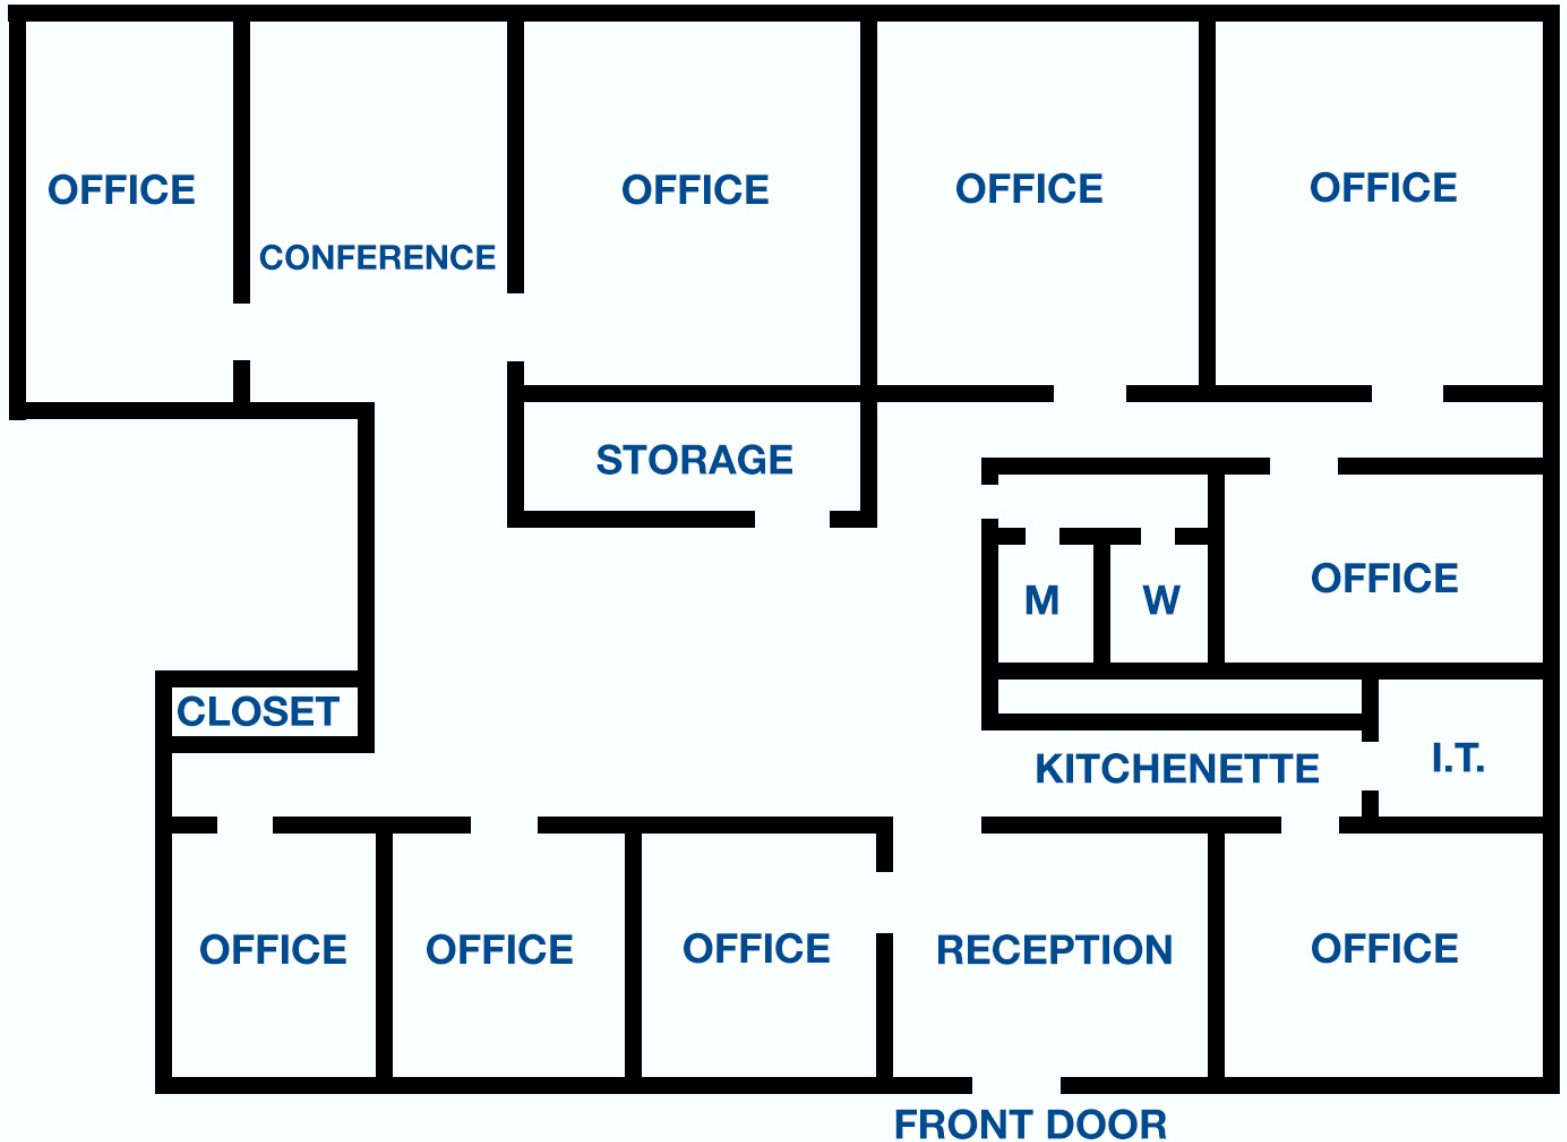 OFFICE
CONFERENCE
OFFICE
OFFICE
OFFICE
STORAGE
M
W
OFFICE
CLOSET
KITCHENETTE
I.T.
OFFICE
OFFICE
OFFICE
RECEPTION
OFFICE
FRONT DOOR